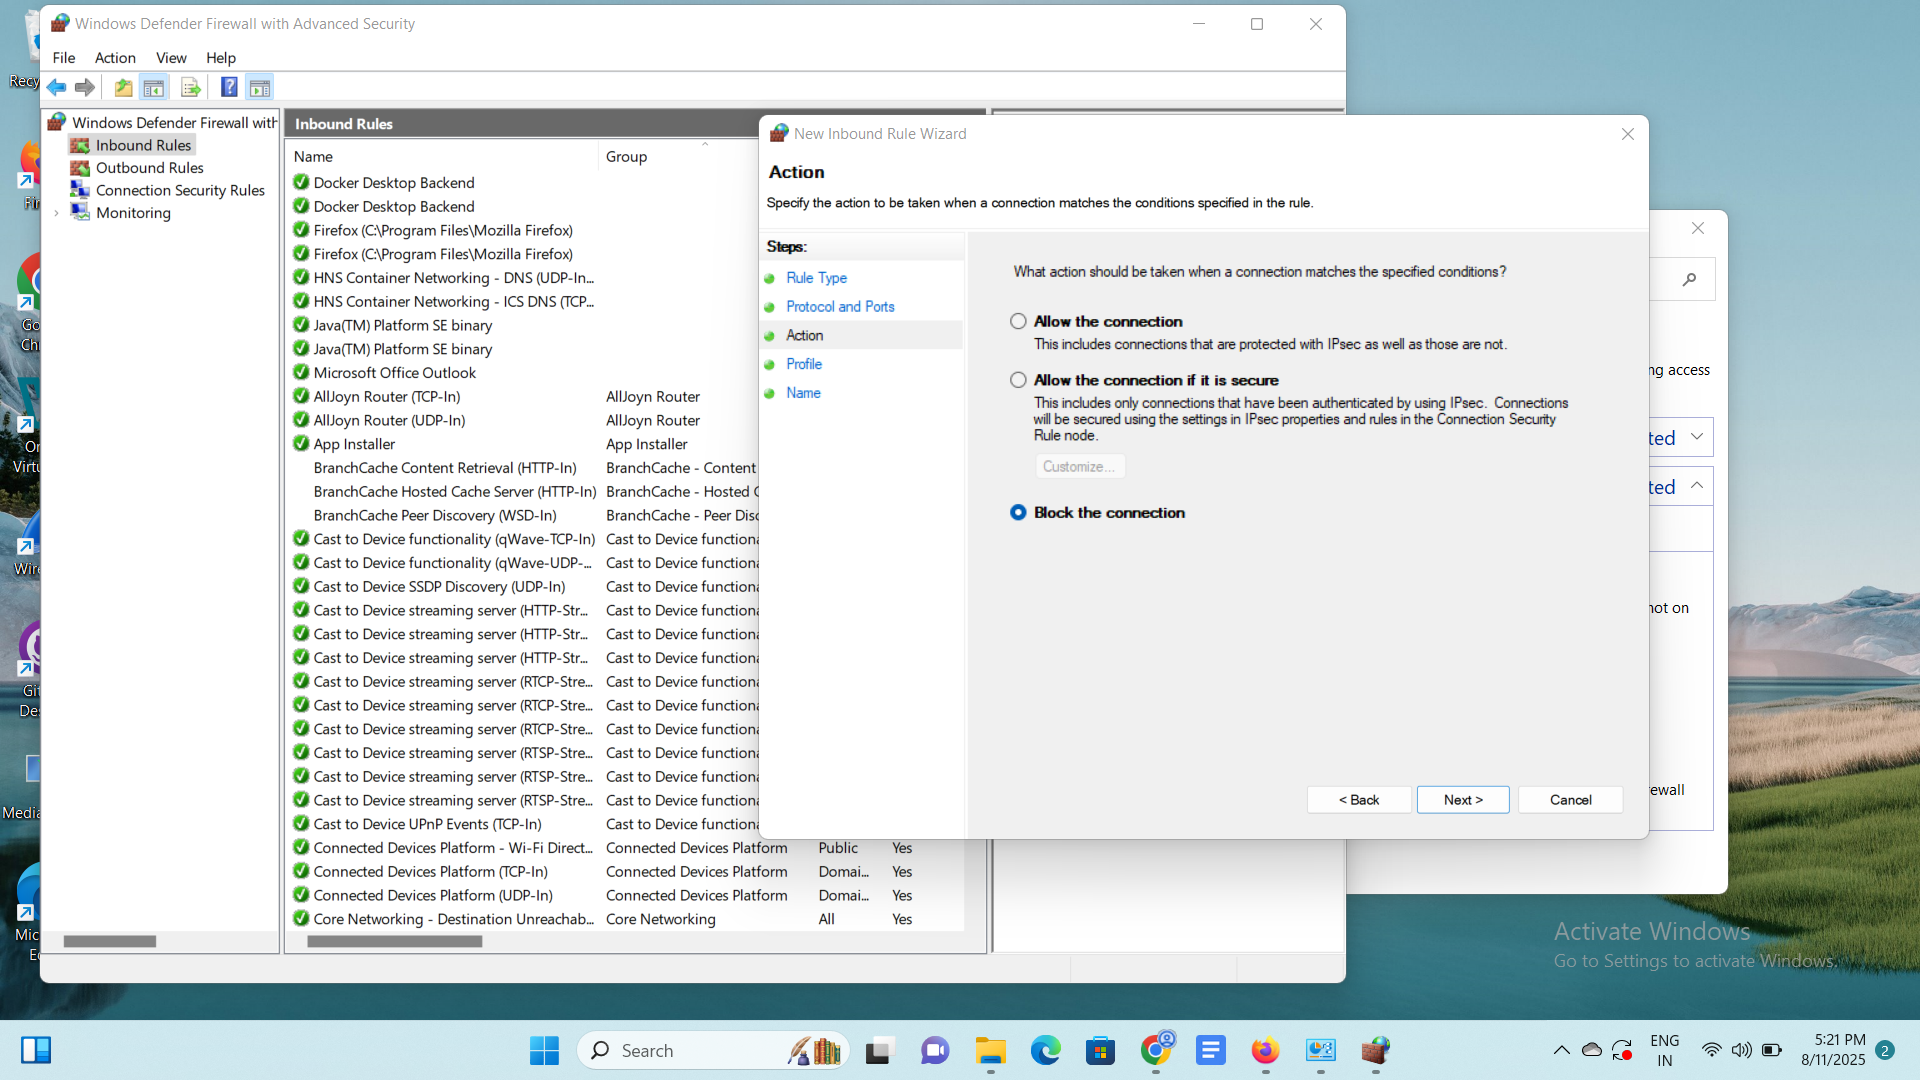 Windows Defender Firewall with Advanced Security
File Action View Help
Windows Defender Firewall with
Inbound Rules
Outbound Rules
Connection Security Rules
Monitoring
Inbound Rules
Name Group
Docker Desktop Backend
Docker Desktop Backend
Firefox (C:\Program Files\Mozilla Firefox)
Firefox (C:\Program Files\Mozilla Firefox)
HNS Container Networking - DNS (UDP-In...
HNS Container Networking - ICS DNS (TCP...
Java(TM) Platform SE binary
Java(TM) Platform SE binary
Microsoft Office Outlook
AllJoyn Router (TCP-In) AllJoyn Router
AllJoyn Router (UDP-In) AllJoyn Router
App Installer App Installer
BranchCache Content Retrieval (HTTP-In) BranchCache - Content
BranchCache Hosted Cache Server (HTTP-In) BranchCache - Hosted
BranchCache Peer Discovery (WSD-In) BranchCache - Peer Disc
Cast to Device functionality (qWave-TCP-In) Cast to Device functiona
Cast to Device functionality (qWave-UDP-... Cast to Device functiona
Cast to Device SSDP Discovery (UDP-In) Cast to Device functiona
Cast to Device streaming server (HTTP-Str... Cast to Device functiona
Cast to Device streaming server (HTTP-Str... Cast to Device functiona
Cast to Device streaming server (HTTP-Str... Cast to Device functiona
Cast to Device streaming server (RTCP-Stre... Cast to Device functiona
Cast to Device streaming server (RTCP-Stre... Cast to Device functiona
Cast to Device streaming server (RTCP-Stre... Cast to Device functiona
Cast to Device streaming server (RTSP-Stre... Cast to Device functiona
Cast to Device streaming server (RTSP-Stre... Cast to Device functiona
Cast to Device streaming server (RTSP-Stre... Cast to Device functiona
Cast to Device UPnP Events (TCP-In) Cast to Device functiona
Connected Devices Platform - Wi-Fi Direct... Connected Devices Platform Public Yes
Connected Devices Platform (TCP-In) Connected Devices Platform Domai... Yes
Connected Devices Platform (UDP-In) Connected Devices Platform Domai... Yes
Core Networking - Destination Unreachab... Core Networking All Yes
New Inbound Rule Wizard
Action
Specify the action to be taken when a connection matches the conditions specified in the rule.
Steps:
Rule Type
Protocol and Ports
Action
Profile
Name
What action should be taken when a connection matches the specified conditions?
Allow the connection
This includes connections that are protected with IPsec as well as those are not.
Allow the connection if it is secure
This includes only connections that have been authenticated by using IPsec. Connections
will be secured using the settings in IPsec properties and rules in the Connection Security
Rule node.
Customize...
Block the connection
< Back Next > Cancel
ng access
ted
ted
not on
ewall
Recy
Fir
Go
Ch
Or
Virtu
Wire
Git
Des
Media
Mic
Ed
Activate Windows
Go to Settings to activate Windows.
Search
ENG
IN
5:21 PM
8/11/2025
2